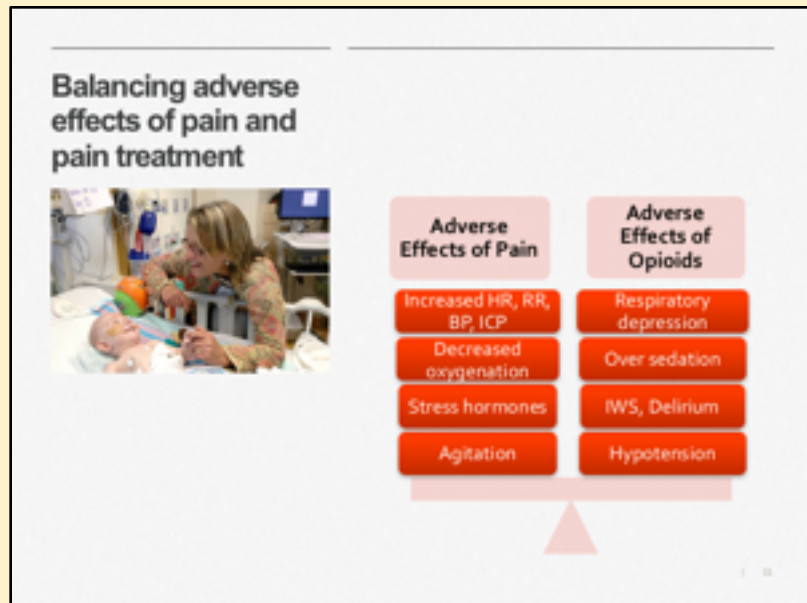 Balancing adverse
effects of pain and
pain treatment
Adverse
Effects of Pain
Increased HR, RR,
BP, ICP
Decreased
oxygenation
Stress hormones
Agitation
Adverse
Effects of
Opioids
Respiratory
depression
Over sedation
IWS, Delirium
Hypotension